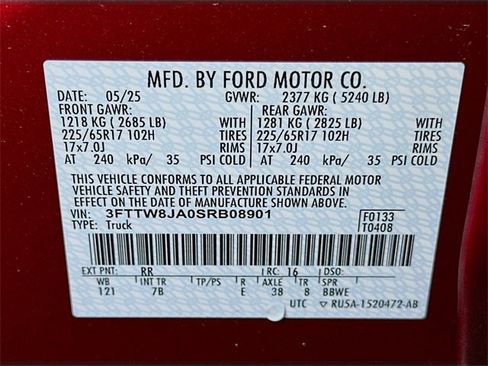 MFD. BY FORD MOTOR CO.
DATE: 05/25 GVWR: 2377 KG ( 5240 LB)
FRONT GAWR: REAR GAWR:
1218 KG ( 2685 LB) WITH 1281 KG ( 2825 LB) WITH
225/65R17 102H TIRES 225/65R17 102H TIRES
17x7.0J RIMS 17x7.0J RIMS
AT 240 kPa/ 35 PSI COLD AT 240 kPa/ 35 PSI COLD
THIS VEHICLE CONFORMS TO ALL APPLICABLE FEDERAL MOTOR
VEHICLE SAFETY AND THEFT PREVENTION STANDARDS IN
EFFECT ON THE DATE OF MANUFACTURE SHOWN ABOVE.
VIN: 3FTTW8JA0SRB08901 F0133
TYPE: Truck T0408
EXT PNT: RR RC: 16 DSO:
WB INT TR TP/PS R AXLE TR SPR
121 7B E 38 8 BBWE
UTC ▽ RU5A-1520472-AB